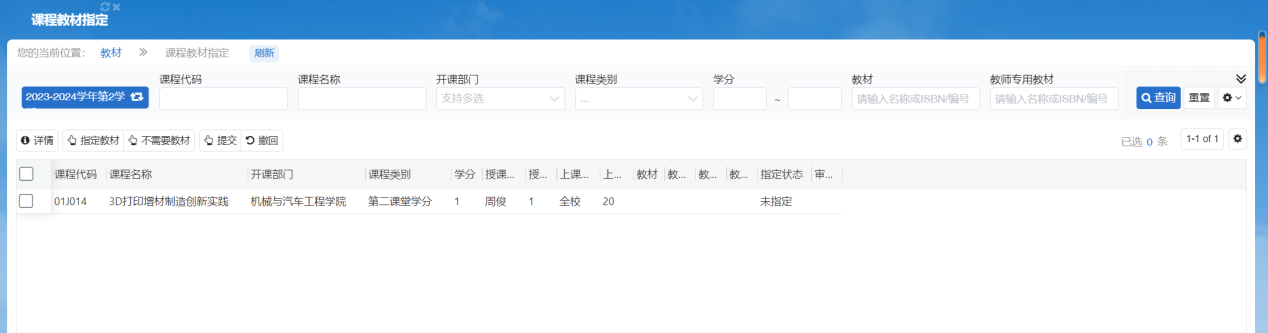 课程教材指定
您的当前位置: 教材 » 课程教材指定 刷新
课程代码 课程名称 开课部门 课程类别 学分 教材 教师专用教材
2023-2024学年第2学 支持多选 ... ~ 请输入名称或ISBN/编号 请输入名称或ISBN/编号 查询 重置
详情 指定教材 不需要教材 提交 撤回 已选 0 条 1-1 of 1
课程代码 课程名称 开课部门 课程类别 学分 授课... 授... 上课... 上... 教材 教... 教... 教... 指定状态 审...
01J014 3D打印增材制造创新实践 机械与汽车工程学院 第二课堂学分 1 周俊 1 全校 20 未指定